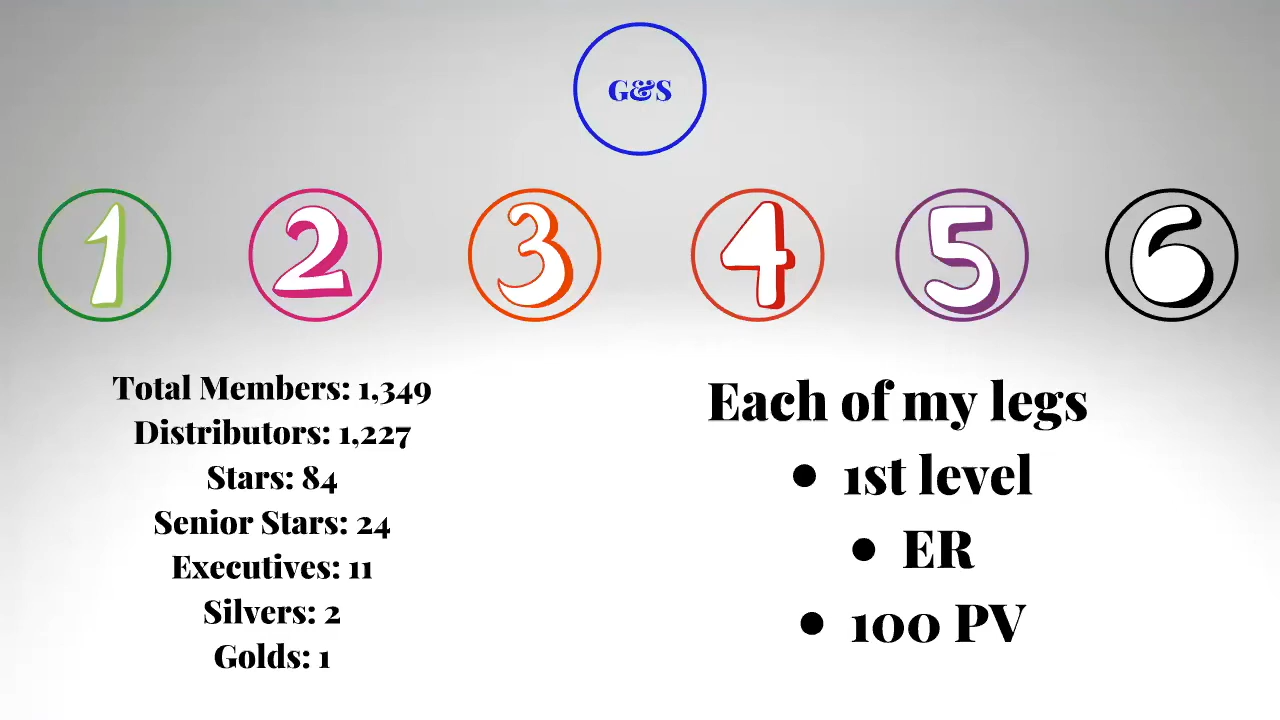 G&S
1 2 3 4 5 6
Total Members: 1,349
Distributors: 1,227
Stars: 84
Senior Stars: 24
Executives: 11
Silvers: 2
Golds: 1
Each of my legs
• 1st level
• ER
• 100 PV